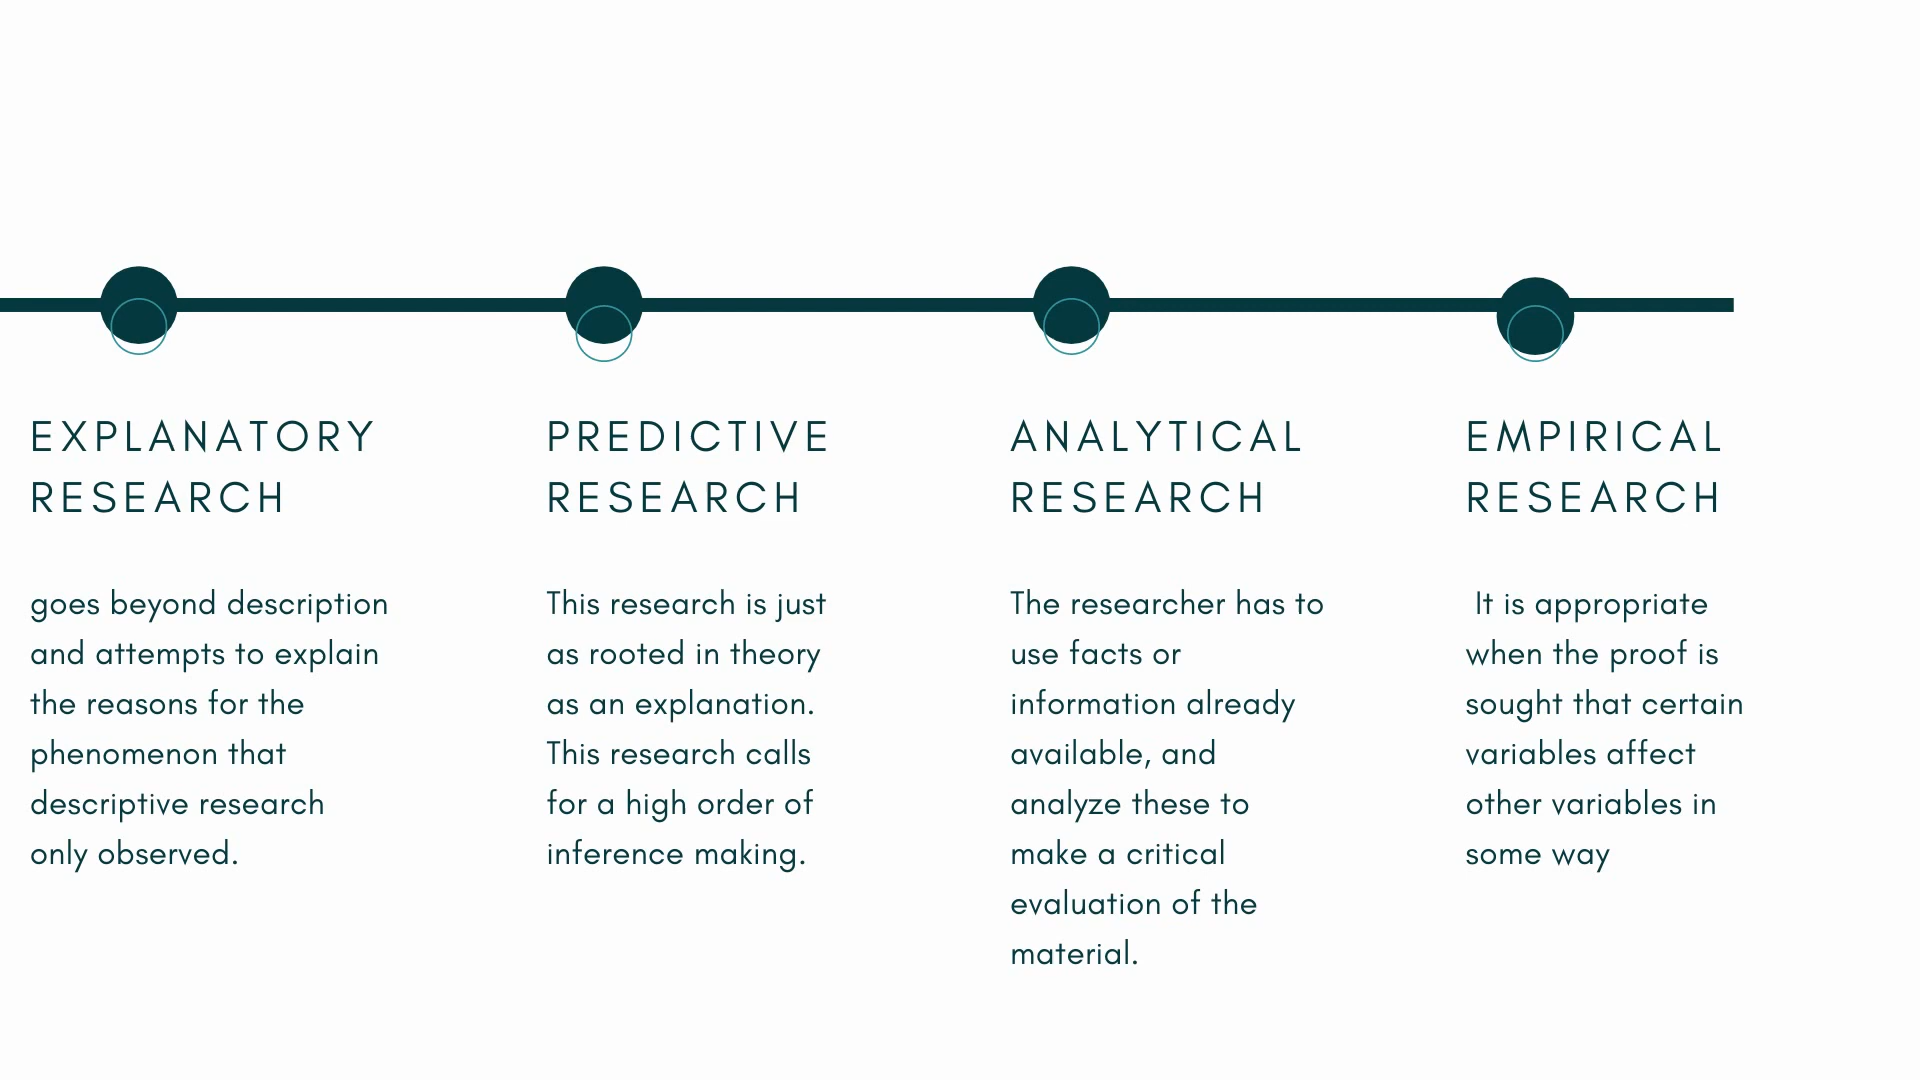 EXPLANATORY
RESEARCH
goes beyond description
and attempts to explain
the reasons for the
phenomenon that
descriptive research
only observed.
PREDICTIVE
RESEARCH
This research is just
as rooted in theory
as an explanation.
This research calls
for a high order of
inference making.
ANALYTICAL
RESEARCH
The researcher has to
use facts or
information already
available, and
analyze these to
make a critical
evaluation of the
material.
EMPIRICAL
RESEARCH
It is appropriate
when the proof is
sought that certain
variables affect
other variables in
some way